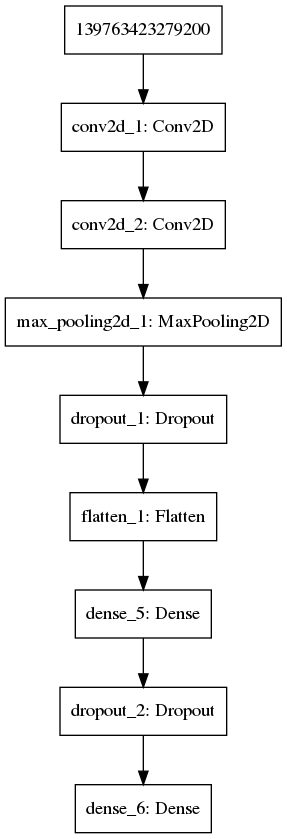 139763423279200
conv2d_1: Conv2D
conv2d_2: Conv2D
max_pooling2d_1: MaxPooling2D
dropout_1: Dropout
flatten_1: Flatten
dense_5: Dense
dropout_2: Dropout
dense_6: Dense